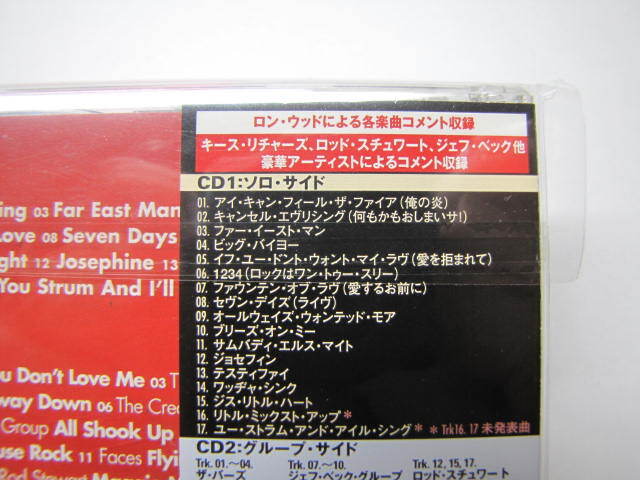 ロン・ウッドによる各楽曲コメント収録
キース・リチャーズ、ロッド・スチュワート、ジェフ・ベック他
豪華アーティストによるコメント収録
CD1:ソロ・サイド
01. アイ・キャン・フィール・ザ・ファイア(俺の炎)
02. キャンセル・エヴリシング(何もかもおしまいサ!)
03. ファー・イースト・マン
04. ビッグ・バイヨー
05. イフ・ユー・ドント・ウォント・マイ・ラヴ(愛を拒まれて)
06. 1234(ロックはワン・トゥー・スリー)
07. ファウンテン・オブ・ラヴ(愛するお前に)
08. セヴン・デイズ(ライヴ)
09. オールウェイズ・ウォンテッド・モア
10. ブリーズ・オン・ミー
11. サムバディ・エルス・マイト
12. ジョセフィン
13. テスティファイ
14. ワッチャ・シンク
15. ジス・リトル・ハート
16. リトル・ミックスト・アップ*
17. ユー・ストラム・アンド・アイル・シング* *Trk16. 17 未発表曲
CD2:グループ・サイド
Trk. 01.〜04. Trk. 07.〜10. Trk. 12, 15, 17.
ザ・バーズ ジェフ・ベック・グループ ロッド・スチュワート
ing 03 Far East Man
Love 08 Seven Days
ght 12 Josephine 13
You Strum And I'll
ou Don't Love Me 03 T
way Down 06 The Crea
Group All Shook Up
use Rock 11 Faces Flyi
Rod Stewart